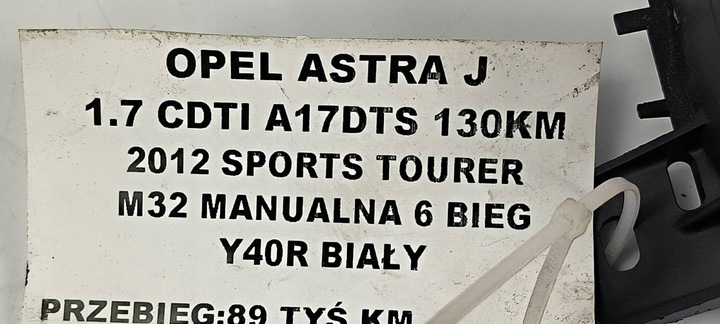 OPEL ASTRA J
1.7 CDTI A17DTS 130KM
2012 SPORTS TOURER
M32 MANUALNA 6 BIEG
Y40R BIAŁY
PRZEBIEG:89 TYŚ KM